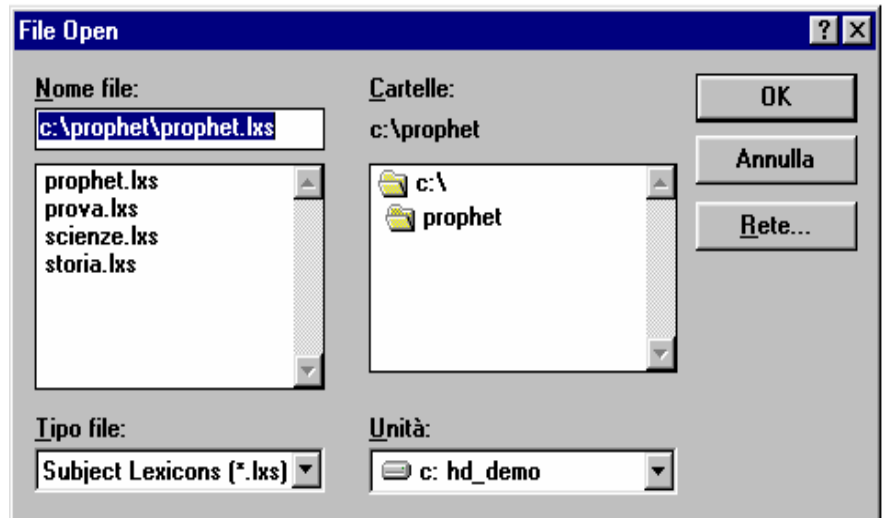 File Open
Nome file:
c:\prophet\prophet.lxs
prophet.lxs
prova.lxs
scienze.lxs
storia.lxs
Tipo file:
Subject Lexicons (*.lxs)
Cartelle:
c:\prophet
c:\
prophet
Unità:
c: hd_demo
OK
Annulla
Rete...